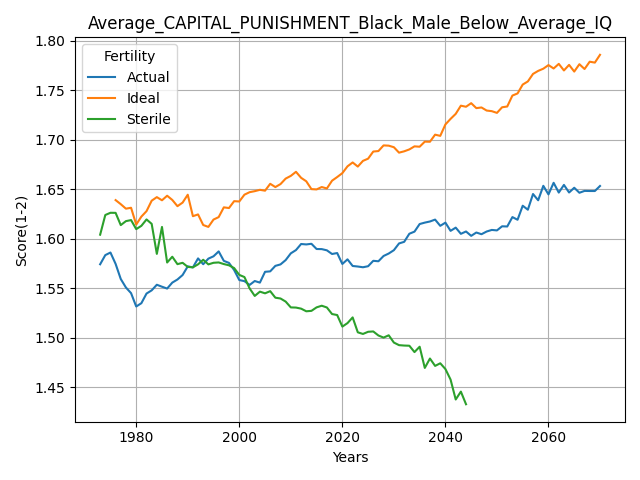 Average_CAPITAL_PUNISHMENT_Black_Male_Below_Average_IQ
Fertility
Actual
Ideal
Sterile
1.80
1.75
1.70
1.65
1.60
1.55
1.50
1.45
Score(1-2)
1980
2000
2020
2040
2060
Years